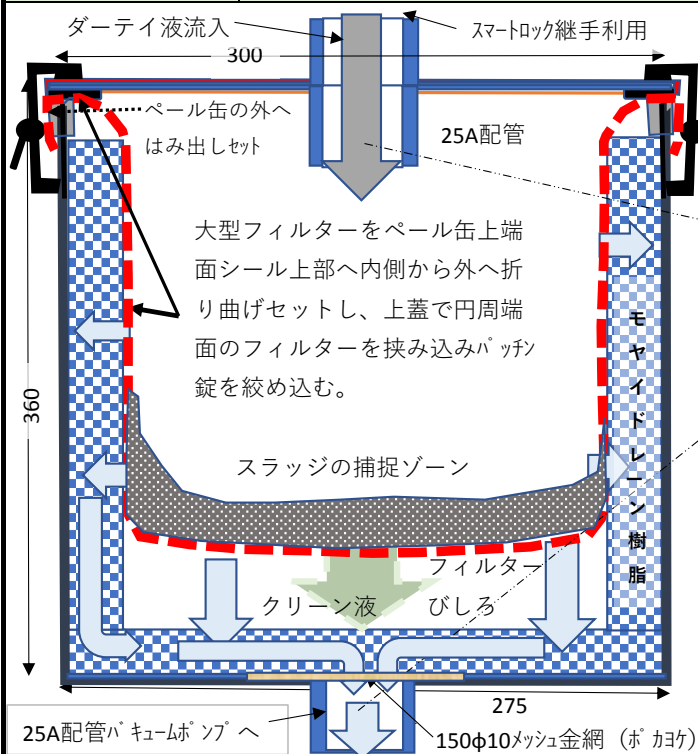 ダーテイ液流入
スマートロック継手利用
300
ペール缶の外へ
はみ出しセット
25A配管
大型フィルターをペール缶上端
面シール上部へ内側から外へ折
り曲げセットし、上蓋で円周端
面のフィルターを挟み込みパッチン
錠を絞め込む。
モヤイドレーン樹脂
360
スラッジの捕捉ゾーン
フィルター
びしろ
クリーン液
275
25A配管バキュームポンプへ
150φ10メッシュ金網（ボカヨケ）